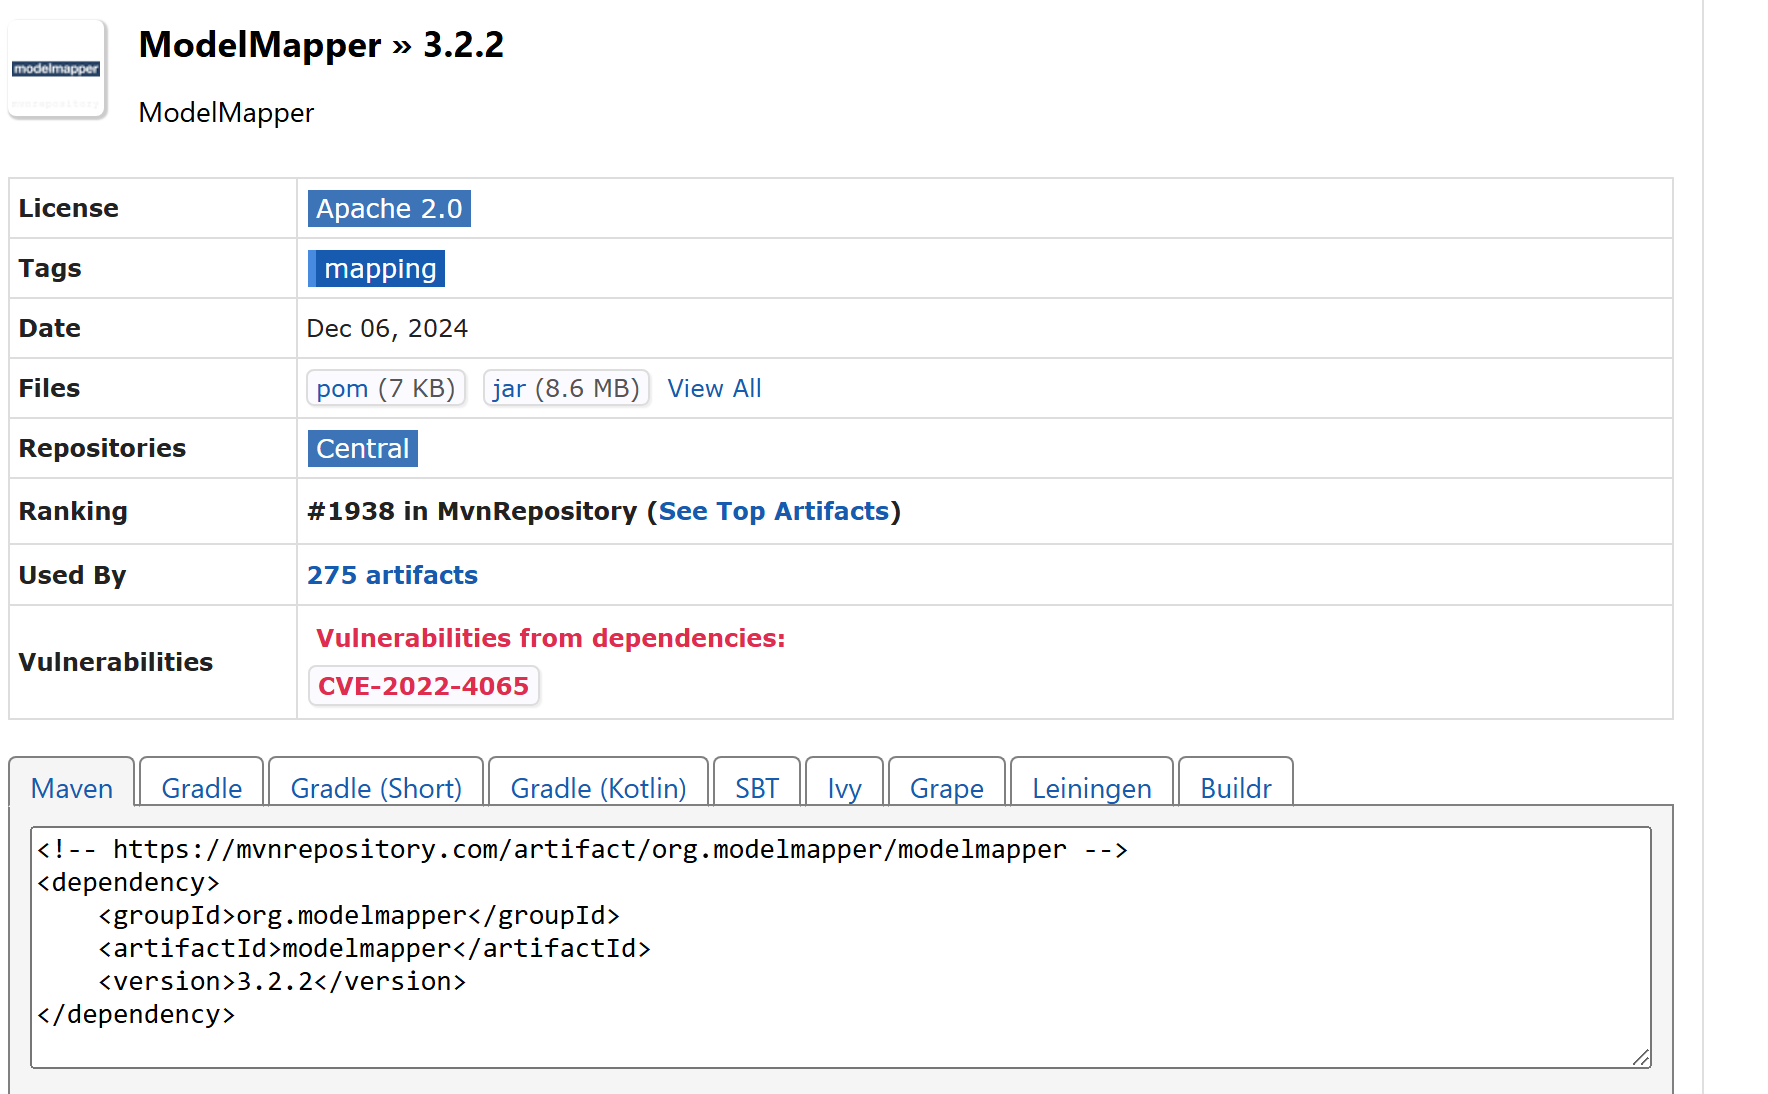 modelmapper
mvnrepository
ModelMapper » 3.2.2
ModelMapper
License Apache 2.0
Tags mapping
Date Dec 06, 2024
Files pom (7 KB) jar (8.6 MB) View All
Repositories Central
Ranking #1938 in MvnRepository (See Top Artifacts)
Used By 275 artifacts
Vulnerabilities Vulnerabilities from dependencies:
CVE-2022-4065
Maven Gradle Gradle (Short) Gradle (Kotlin) SBT Ivy Grape Leiningen Buildr
<!-- https://mvnrepository.com/artifact/org.modelmapper/modelmapper -->
<dependency>
    <groupId>org.modelmapper</groupId>
    <artifactId>modelmapper</artifactId>
    <version>3.2.2</version>
</dependency>